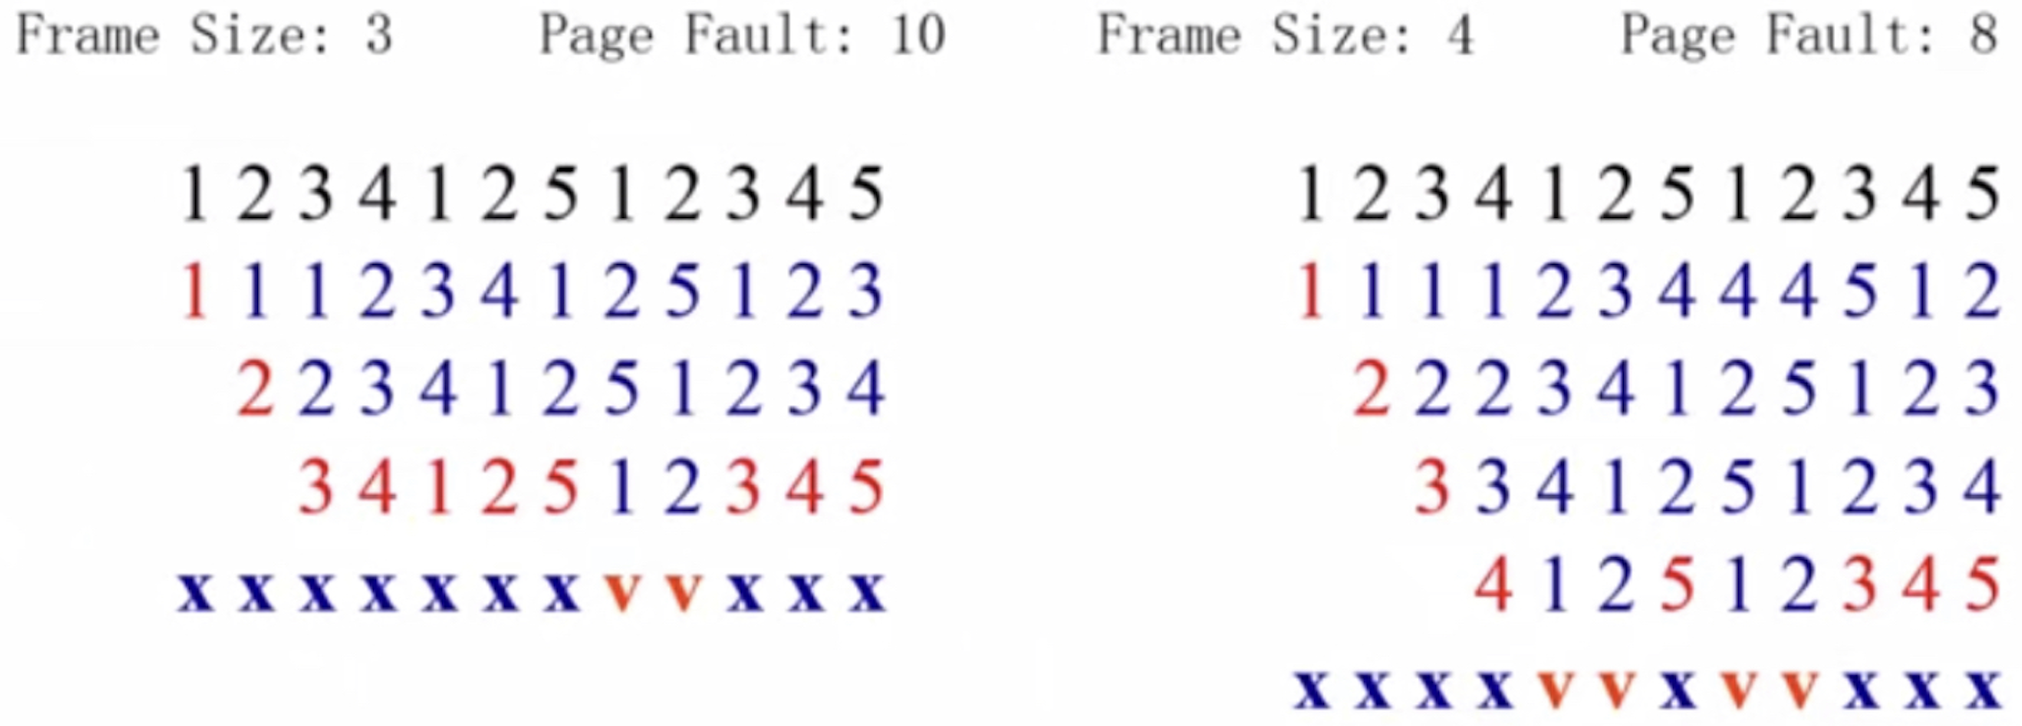 Frame Size: 3 Page Fault: 10
1 2 3 4 1 2 5 1 2 3 4 5
1 1 1 2 3 4 1 2 5 1 2 3
2 2 3 4 1 2 5 1 2 3 4
3 4 1 2 5 1 2 3 4 5
x x x x x x x v v x x x
Frame Size: 4 Page Fault: 8
1 2 3 4 1 2 5 1 2 3 4 5
1 1 1 1 2 3 4 4 4 5 1 2
2 2 2 3 4 1 2 5 1 2 3
3 3 4 1 2 5 1 2 3 4
4 1 2 5 1 2 3 4 5
x x x x v v x v v x x x